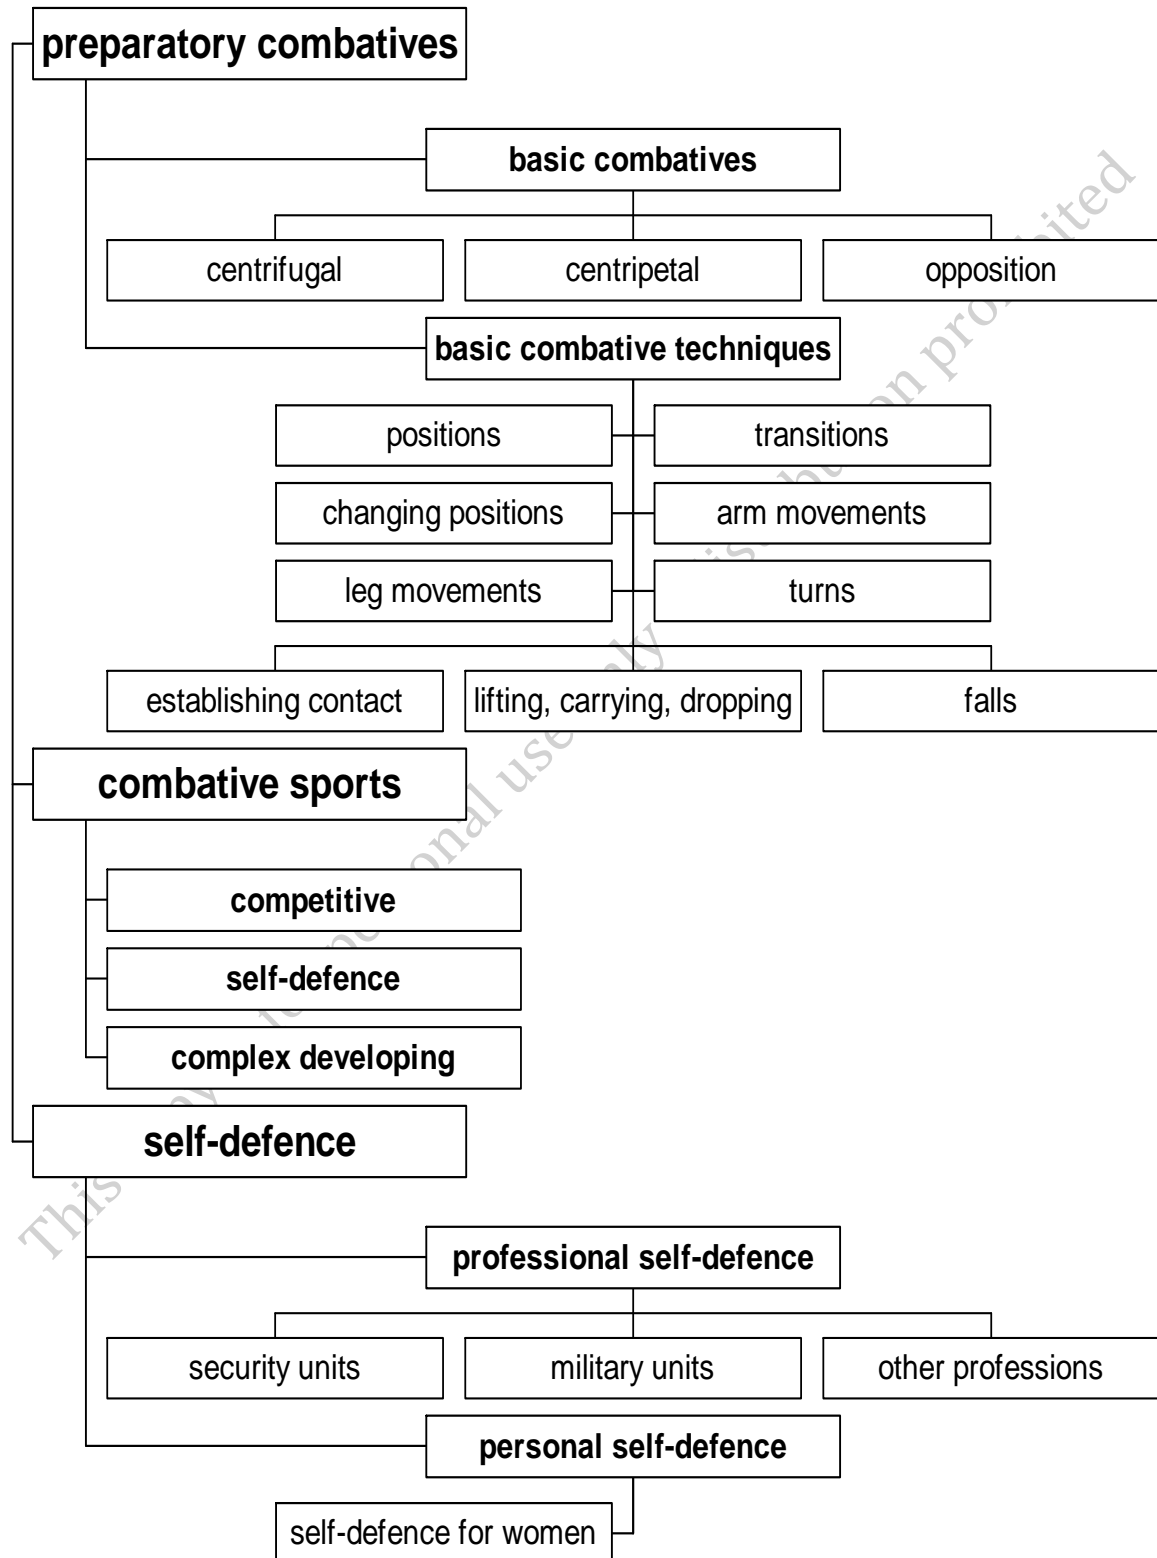 preparatory combatives
basic combatives
centrifugal
centripetal
opposition
basic combative techniques
positions
transitions
changing positions
arm movements
leg movements
turns
establishing contact
lifting, carrying, dropping
falls
combative sports
competitive
self-defence
complex developing
self-defence
professional self-defence
security units
military units
other professions
personal self-defence
self-defence for women